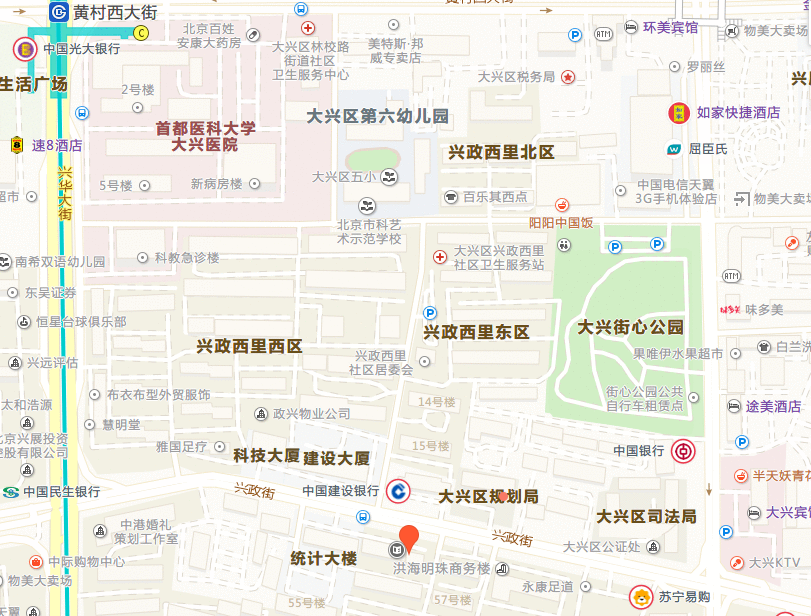 黄村西大街
黄村西大街
C
中国光大银行
生活广场
北京百姓
安康大药房
大兴区林校路
街道社区
卫生服务中心
美特斯·邦
威专卖店
P
ATM
环美宾馆
物美大卖
罗丽丝
兴
大兴区税务局
2号楼
首都医科大学
大兴医院
大兴区第六幼儿园
如家快捷酒店
速8酒店
兴华大街
兴政西里北区
屈臣氏
5号楼
新病房楼
大兴区五小
百乐其西点
中国电信天翼
3G手机体验店
物美大卖场
超市
北京市科艺
术示范学校
阳阳中国饭
P
P
南希双语幼儿园
科教急诊楼
大兴区兴政西里
社区卫生服务站
ATM
东吴证券
恒星台球俱乐部
P
兴政西里东区
大兴街心公园
味多美
兴政西里西区
兴政西里
社区居委会
果唯伊水果超市
白兰洗
兴远评估
布衣布型外贸服饰
太和浩源
14号楼
街心公园公共
自行车租赁点
途美酒店
政兴物业公司
慧明堂
北京兴展投资
控股有限公司
雅国足疗
15号楼
中国银行
P
科技大厦
建设大厦
半天妖青花
中国民生银行
兴政街
中国建设银行
大兴区规划局
大兴区司法局
大兴宾馆
中港婚礼
策划工作室
兴政街
P
大兴区公证处
中际购物中心
统计大楼
洪海明珠商务楼
大兴KTV
物美大卖场
永康足道
苏宁易购
55号楼
57号楼
天翼